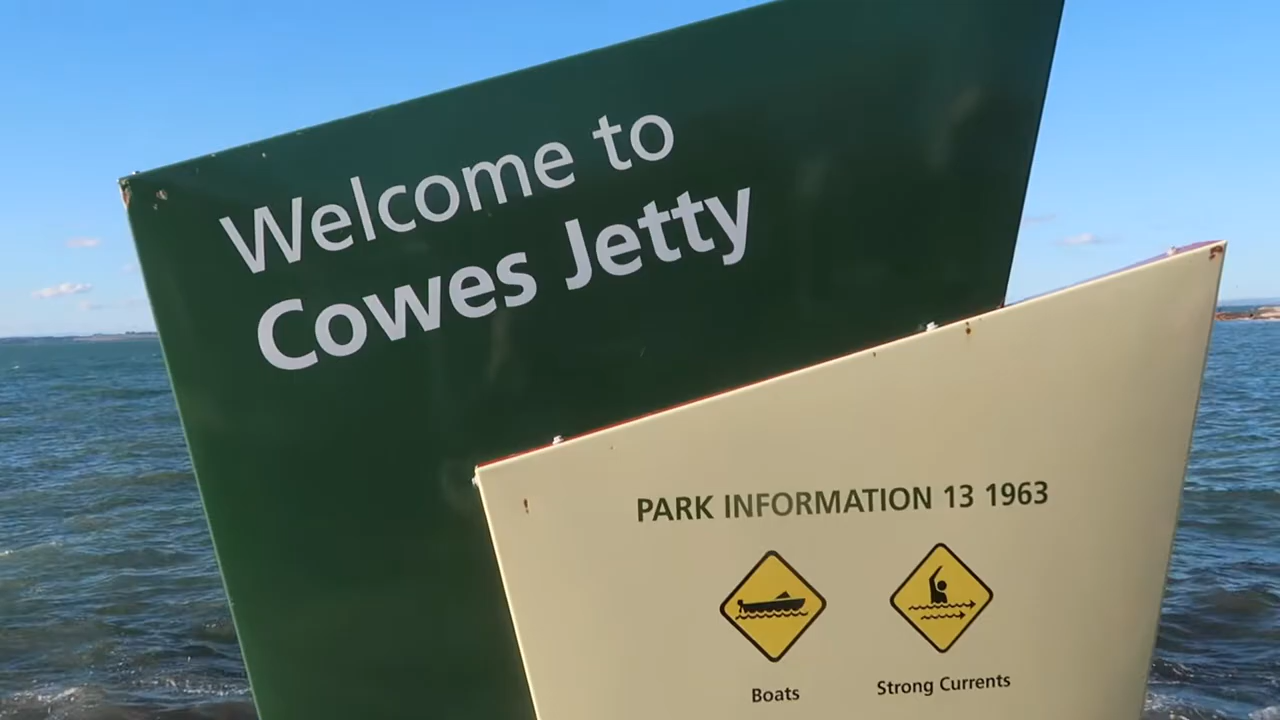 Welcome to
Cowes Jetty
PARK INFORMATION 13 1963
Boats
Strong Currents